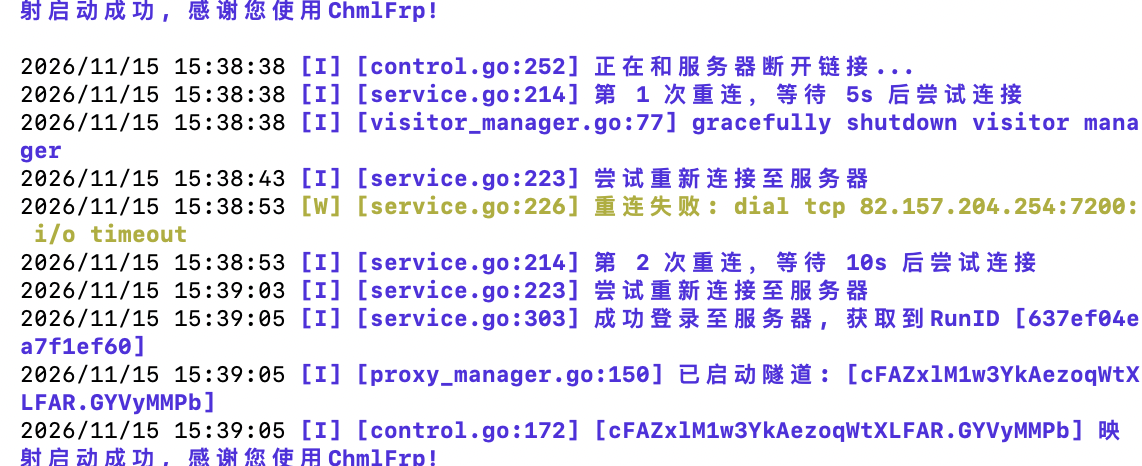 射启动成功, 感谢您使用ChmlFrp!
2026/11/15 15:38:38 [I] [control.go:252] 正在和服务器断开链接...
2026/11/15 15:38:38 [I] [service.go:214] 第 1 次重连, 等待 5s 后尝试连接
2026/11/15 15:38:38 [I] [visitor_manager.go:77] gracefully shutdown visitor mana
ger
2026/11/15 15:38:43 [I] [service.go:223] 尝试重新连接至服务器
2026/11/15 15:38:53 [W] [service.go:226] 重连失败: dial tcp 82.157.204.254:7200:
i/o timeout
2026/11/15 15:38:53 [I] [service.go:214] 第 2 次重连, 等待 10s 后尝试连接
2026/11/15 15:39:03 [I] [service.go:223] 尝试重新连接至服务器
2026/11/15 15:39:05 [I] [service.go:303] 成功登录至服务器, 获取到RunID [637ef04e
a7f1ef60]
2026/11/15 15:39:05 [I] [proxy_manager.go:150] 已启动隧道: [cFAZxlM1w3YkAezoqWtX
LFAR.GYVyMMPb]
2026/11/15 15:39:05 [I] [control.go:172] [cFAZxlM1w3YkAezoqWtXLFAR.GYVyMMPb] 映
射启动成功, 感谢您使用ChmlFrp!